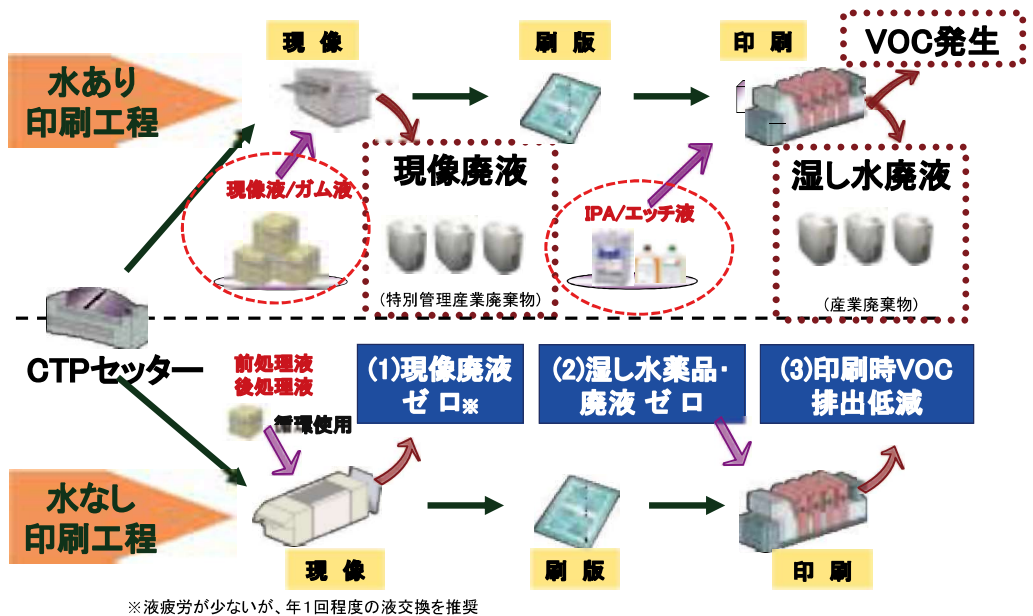 現 像
刷 版
印 刷
VOC発生
水あり
印刷工程
現像液/ガム液
現像廃液
(特別管理産業廃棄物)
IPA/エッチ液
湿し水廃液
(産業廃棄物)
CTPセッター
前処理液
後処理液
循環使用
(1)現像廃液
ゼ ロ※
(2)湿し水薬品・
廃液 ゼ ロ
(3)印刷時VOC
排出低減
水なし
印刷工程
現 像
刷 版
印 刷
※液疲労が少ないが、年1回程度の液交換を推奨